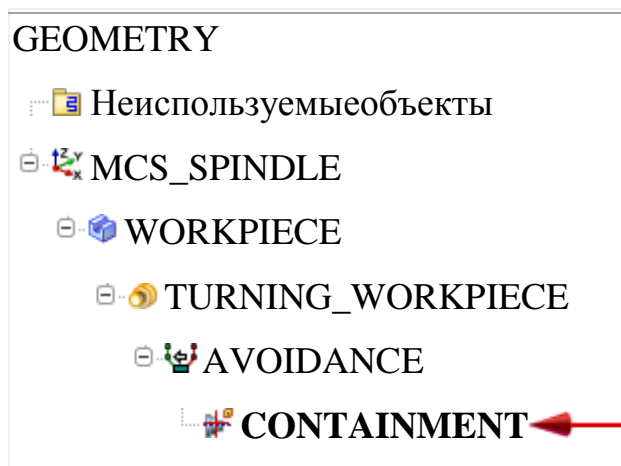 GEOMETRY
Неиспользуемыеобъекты
MCS_SPINDLE
WORKPIECE
TURNING_WORKPIECE
AVOIDANCE
CONTAINMENT